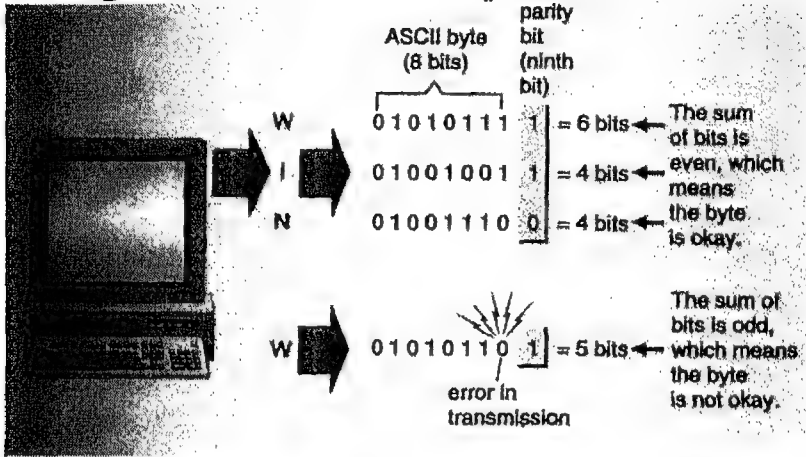 parity
bit
(ninth
bit)
ASCII byte
(8 bits)
W 01010111 1 = 6 bits
I 01001001 1 = 4 bits
N 01001110 0 = 4 bits
The sum
of bits is
even, which
means
the byte
is okay.
W 01010110 1 = 5 bits
error in
transmission
The sum of
bits is odd,
which means
the byte
is not okay.